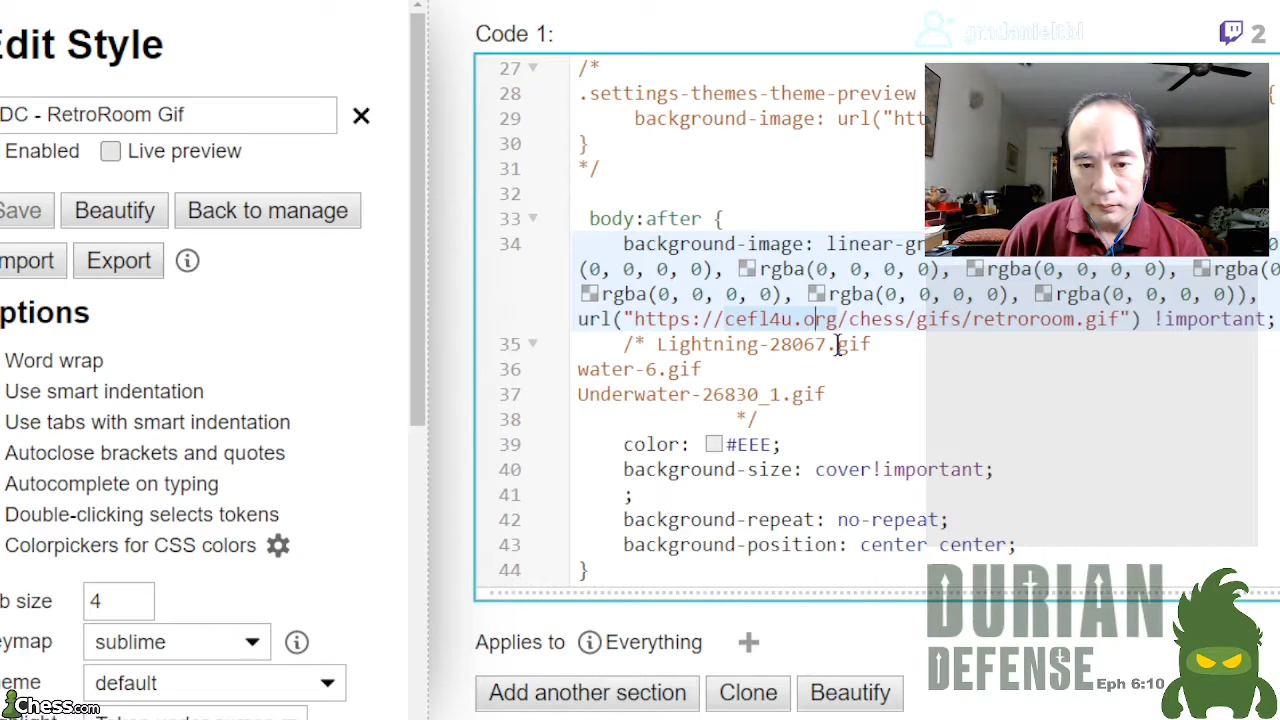 Edit Style
DC - RetroRoom Gif
Enabled
Live preview
Save
Beautify
Back to manage
Import
Export
Options
Word wrap
Use smart indentation
Use tabs with smart indentation
Autoclose brackets and quotes
Autocomplete on typing
Double-clicking selects tokens
Colorpickers for CSS colors
Tab size
4
Keymap
sublime
Theme
default
Chess.com
Code 1:
27 /*
28 .settings-themes-theme-preview {
29 background-image: url("htt
30 }
31 */
32
33 body:after {
34 background-image: linear-gr
(0, 0, 0, 0), rgba(0, 0, 0, 0), rgba(0, 0, 0, 0), rgba(0,
rgba(0, 0, 0, 0), rgba(0, 0, 0, 0), rgba(0, 0, 0, 0)),
url("https://cefl4u.org/chess/gifs/retroroom.gif") !important;
35 /* Lightning-28067.gif
36 water-6.gif
37 Underwater-26830_1.gif
38 */
39 color: #EEE;
40 background-size: cover!important;
41 ;
42 background-repeat: no-repeat;
43 background-position: center center;
44 }
Applies to Everything
Add another section
Clone
Beautify
gmdanieltbl
2
DURIAN
DEFENSE
Eph 6:10